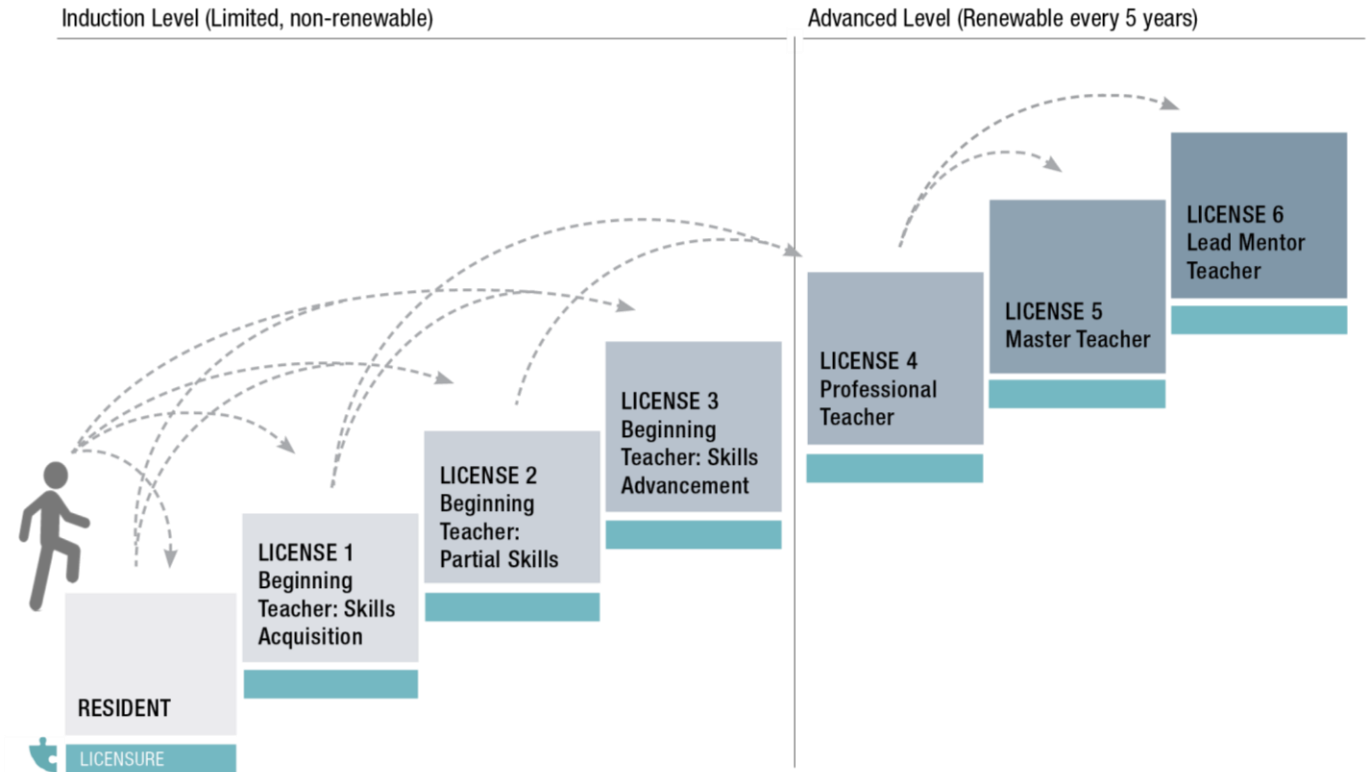 Induction Level (Limited, non-renewable)
Advanced Level (Renewable every 5 years)
RESIDENT
LICENSURE
LICENSE 1
Beginning
Teacher: Skills
Acquisition
LICENSE 2
Beginning
Teacher:
Partial Skills
LICENSE 3
Beginning
Teacher: Skills
Advancement
LICENSE 4
Professional
Teacher
LICENSE 5
Master Teacher
LICENSE 6
Lead Mentor
Teacher